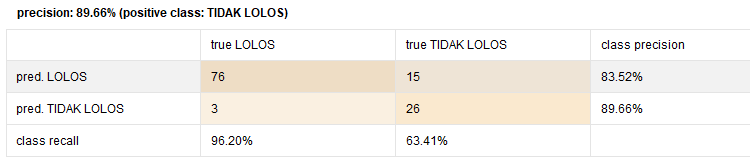 precision: 89.66% (positive class: TIDAK LOLOS)
true LOLOS true TIDAK LOLOS class precision
pred. LOLOS 76 15 83.52%
pred. TIDAK LOLOS 3 26 89.66%
class recall 96.20% 63.41%